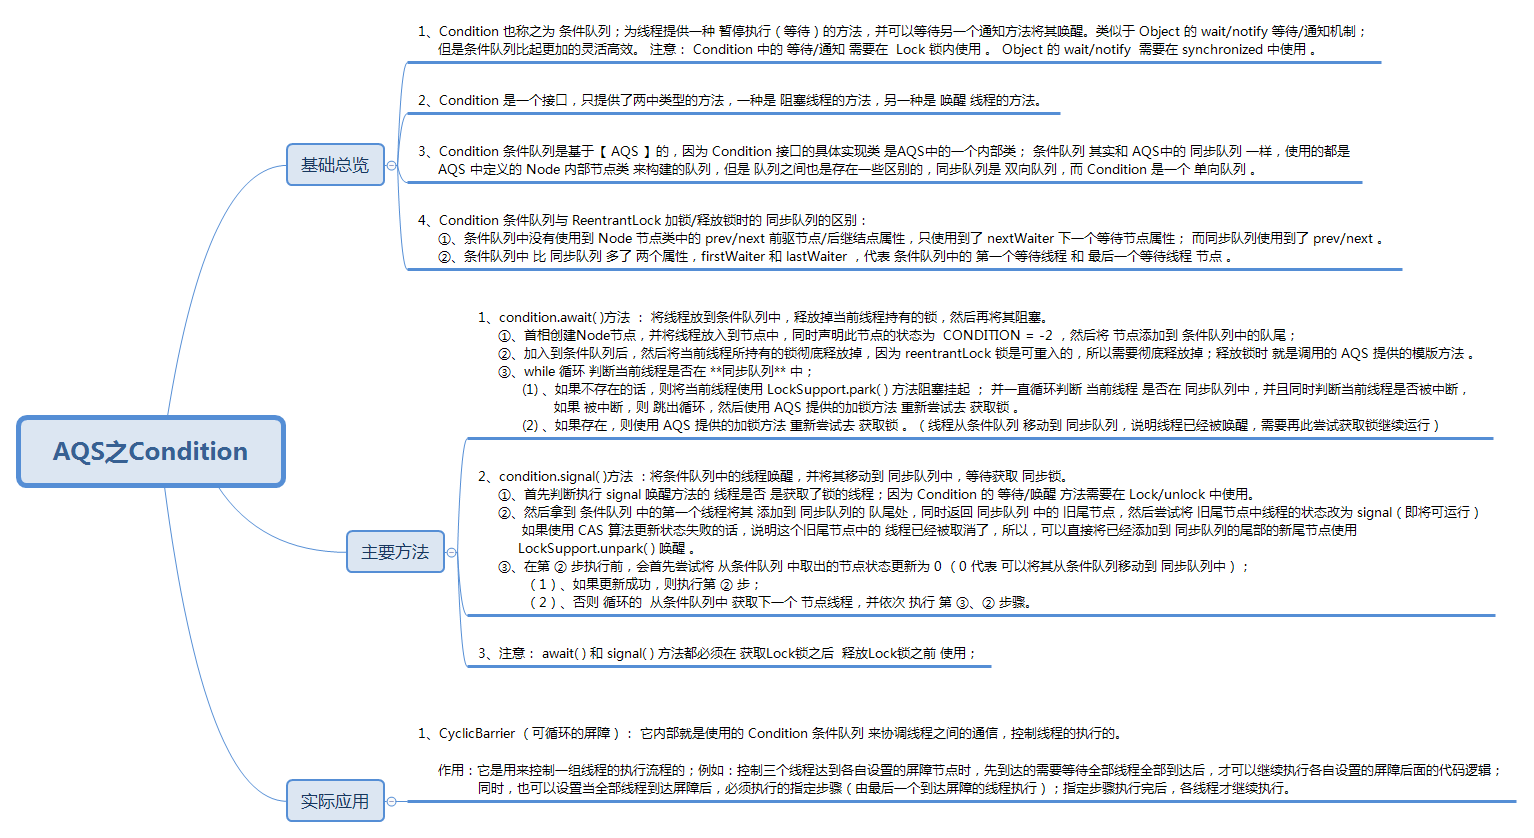 AQS之Condition
基础总览
1、Condition 也称之为 条件队列；为线程提供一种 暂停执行（等待）的方法，并可以等待另一个通知方法将其唤醒。类似于 Object 的 wait/notify 等待/通知机制；
但是条件队列比起更加的灵活高效。 注意： Condition 中的 等待/通知 需要在  Lock 锁内使用 。 Object 的 wait/notify  需要在 synchronized 中使用 。
2、Condition 是一个接口，只提供了两中类型的方法，一种是 阻塞线程的方法，另一种是 唤醒 线程的方法。
3、Condition 条件队列是基于【 AQS 】的，因为 Condition 接口的具体实现类 是AQS中的一个内部类； 条件队列 其实和 AQS中的 同步队列 一样，使用的都是
AQS 中定义的 Node 内部节点类 来构建的队列，但是 队列之间也是存在一些区别的，同步队列是 双向队列，而 Condition 是一个 单向队列 。
4、Condition 条件队列与 ReentrantLock 加锁/释放锁时的 同步队列的区别：
①、条件队列中没有使用到 Node 节点类中的 prev/next 前驱节点/后继结点属性，只使用到了 nextWaiter 下一个等待节点属性； 而同步队列使用到了 prev/next 。
②、条件队列中 比 同步队列 多了 两个属性，firstWaiter 和 lastWaiter ，代表 条件队列中的 第一个等待线程 和 最后一个等待线程 节点 。
主要方法
1、condition.await( )方法 ： 将线程放到条件队列中，释放掉当前线程持有的锁，然后再将其阻塞。
①、首相创建Node节点，并将线程放入到节点中，同时声明此节点的状态为  CONDITION = -2 ，然后将 节点添加到 条件队列中的队尾；
②、加入到条件队列后，然后将当前线程所持有的锁彻底释放掉，因为 reentrantLock 锁是可重入的，所以需要彻底释放掉；释放锁时 就是调用的 AQS 提供的模版方法 。
③、while 循环 判断当前线程是否在 **同步队列** 中；
(1) 、如果不存在的话，则将当前线程使用 LockSupport.park( ) 方法阻塞挂起 ； 并一直循环判断 当前线程 是否在 同步队列中，并且同时判断当前线程是否被中断，
如果 被中断，则 跳出循环，然后使用 AQS 提供的加锁方法 重新尝试去 获取锁 。
(2) 、如果存在，则使用 AQS 提供的加锁方法 重新尝试去 获取锁 。（ 线程从条件队列 移动到 同步队列，说明线程已经被唤醒，需要再此尝试获取锁继续运行 ）
2、condition.signal( )方法 ：将条件队列中的线程唤醒，并将其移动到 同步队列中，等待获取 同步锁。
①、首先判断执行 signal 唤醒方法的 线程是否 是获取了锁的线程；因为 Condition 的 等待/唤醒 方法需要在 Lock/unlock 中使用。
②、然后拿到 条件队列 中的第一个线程将其 添加到 同步队列的 队尾处，同时返回 同步队列 中的 旧尾节点，然后尝试将 旧尾节点中线程的状态改为 signal（ 即将可运行 ）
如果使用 CAS 算法更新状态失败的话，说明这个旧尾节点中的 线程已经被取消了，所以，可以直接将已经添加到 同步队列的尾部的新尾节点使用
LockSupport.unpark( ) 唤醒 。
③、在第 ② 步执行前，会首先尝试将 从条件队列 中取出的节点状态更新为 0 （ 0 代表 可以将其从条件队列移动到 同步队列中 ）；
（ 1 ）、如果更新成功，则执行第 ② 步；
（ 2 ）、否则 循环的  从条件队列中 获取下一个 节点线程，并依次 执行 第 ③、② 步骤。
3、注意： await( ) 和 signal( ) 方法都必须在 获取Lock锁之后  释放Lock锁之前 使用；
实际应用
1、CyclicBarrier （ 可循环的屏障 ）： 它内部就是使用的 Condition 条件队列 来协调线程之间的通信，控制线程的执行的。
作用：它是用来控制一组线程的执行流程的；例如：控制三个线程达到各自设置的屏障节点时，先到达的需要等待全部线程全部到达后，才可以继续执行各自设置的屏障后面的代码逻辑；
同时，也可以设置当全部线程到达屏障后，必须执行的指定步骤（ 由最后一个到达屏障的线程执行 ）；指定步骤执行完后，各线程才继续执行。